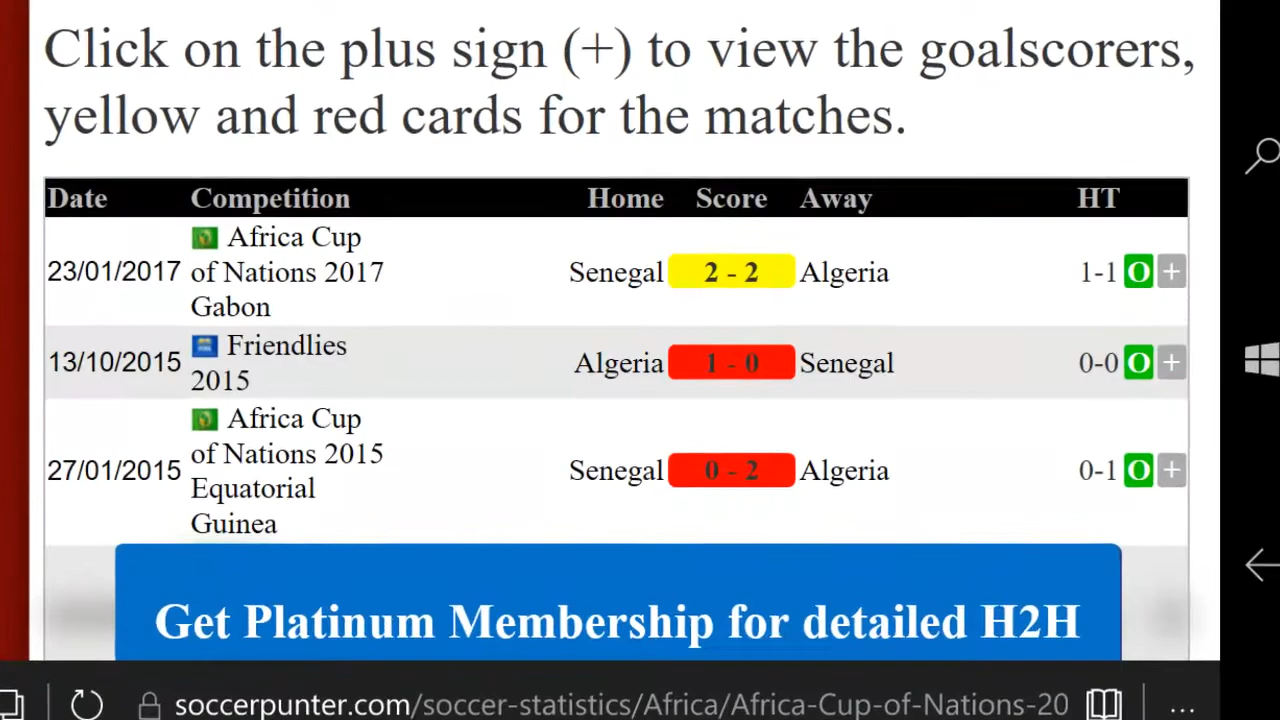 Click on the plus sign (+) to view the goalscorers,
yellow and red cards for the matches.
Date Competition Home Score Away HT
23/01/2017 Africa Cup of Nations 2017 Gabon Senegal 2 - 2 Algeria 1-1 O +
13/10/2015 Friendlies 2015 Algeria 1 - 0 Senegal 0-0 O +
27/01/2015 Africa Cup of Nations 2015 Equatorial Guinea Senegal 0 - 2 Algeria 0-1 O +
Get Platinum Membership for detailed H2H
soccerpunter.com/soccer-statistics/Africa/Africa-Cup-of-Nations-20